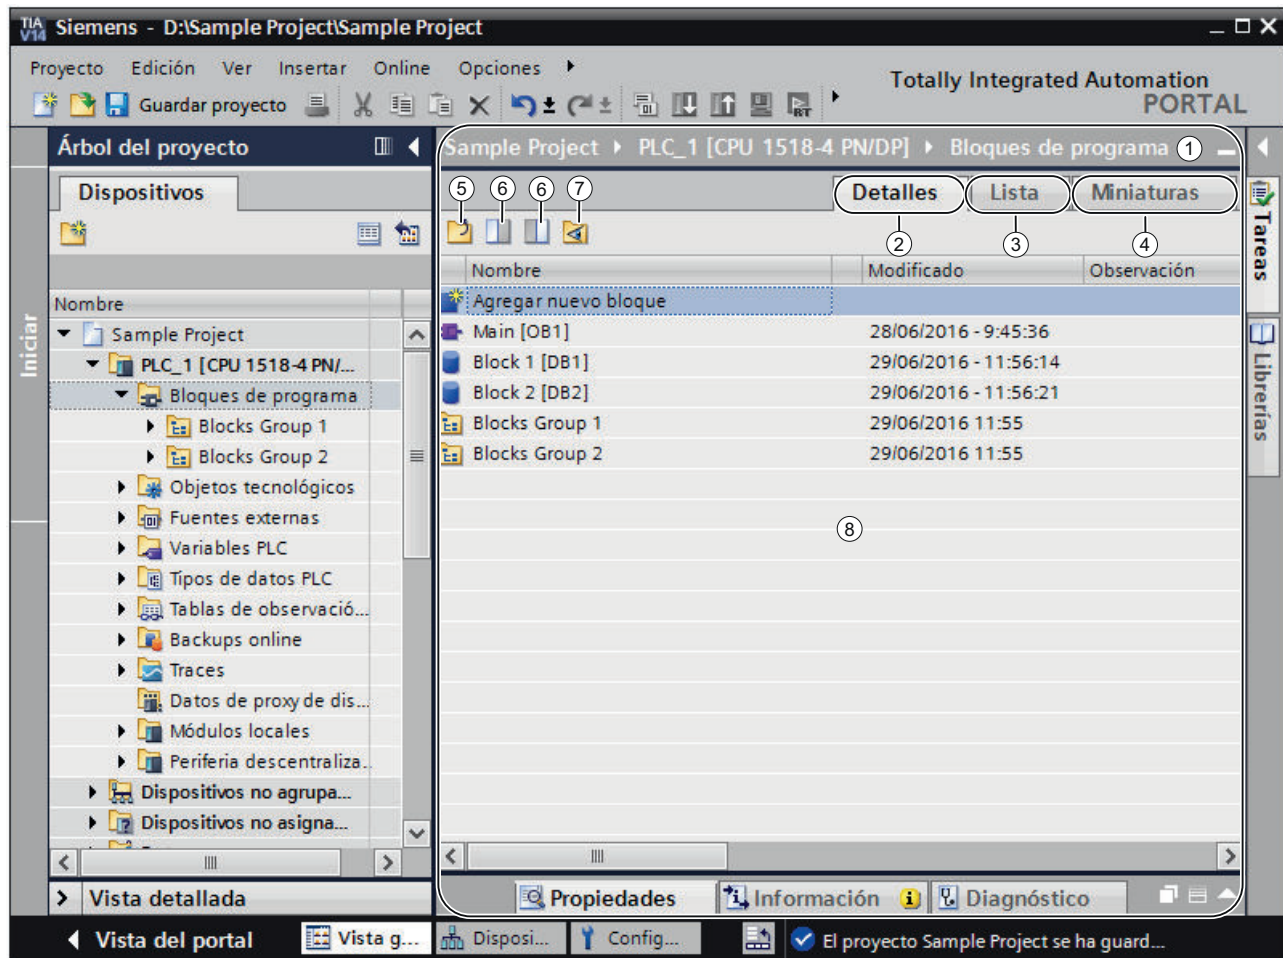 TIA V14 Siemens - D:\Sample Project\Sample Project
Proyecto Edición Ver Insertar Online Opciones
Totally Integrated Automation
PORTAL
Guardar proyecto
Árbol del proyecto
Sample Project PLC_1 [CPU 1518-4 PN/DP] Bloques de programa 1
Dispositivos
5 6 6 7
Detalles Lista Miniaturas
2 3 4
Nombre Modificado Observación
Agregar nuevo bloque
Main [OB1] 28/06/2016 - 9:45:36
Block 1 [DB1] 29/06/2016 - 11:56:14
Block 2 [DB2] 29/06/2016 - 11:56:21
Blocks Group 1 29/06/2016 11:55
Blocks Group 2 29/06/2016 11:55
8
Iniciar
Nombre
Sample Project
PLC_1 [CPU 1518-4 PN/...
Bloques de programa
Blocks Group 1
Blocks Group 2
Objetos tecnológicos
Fuentes externas
Variables PLC
Tipos de datos PLC
Tablas de observació...
Backups online
Traces
Datos de proxy de dis...
Módulos locales
Periferia descentraliza..
Dispositivos no agrupa...
Dispositivos no asigna...
Vista detallada
Propiedades Información Diagnóstico
Tareas
Librerías
Vista del portal Vista g... Disposi... Config... El proyecto Sample Project se ha guard...